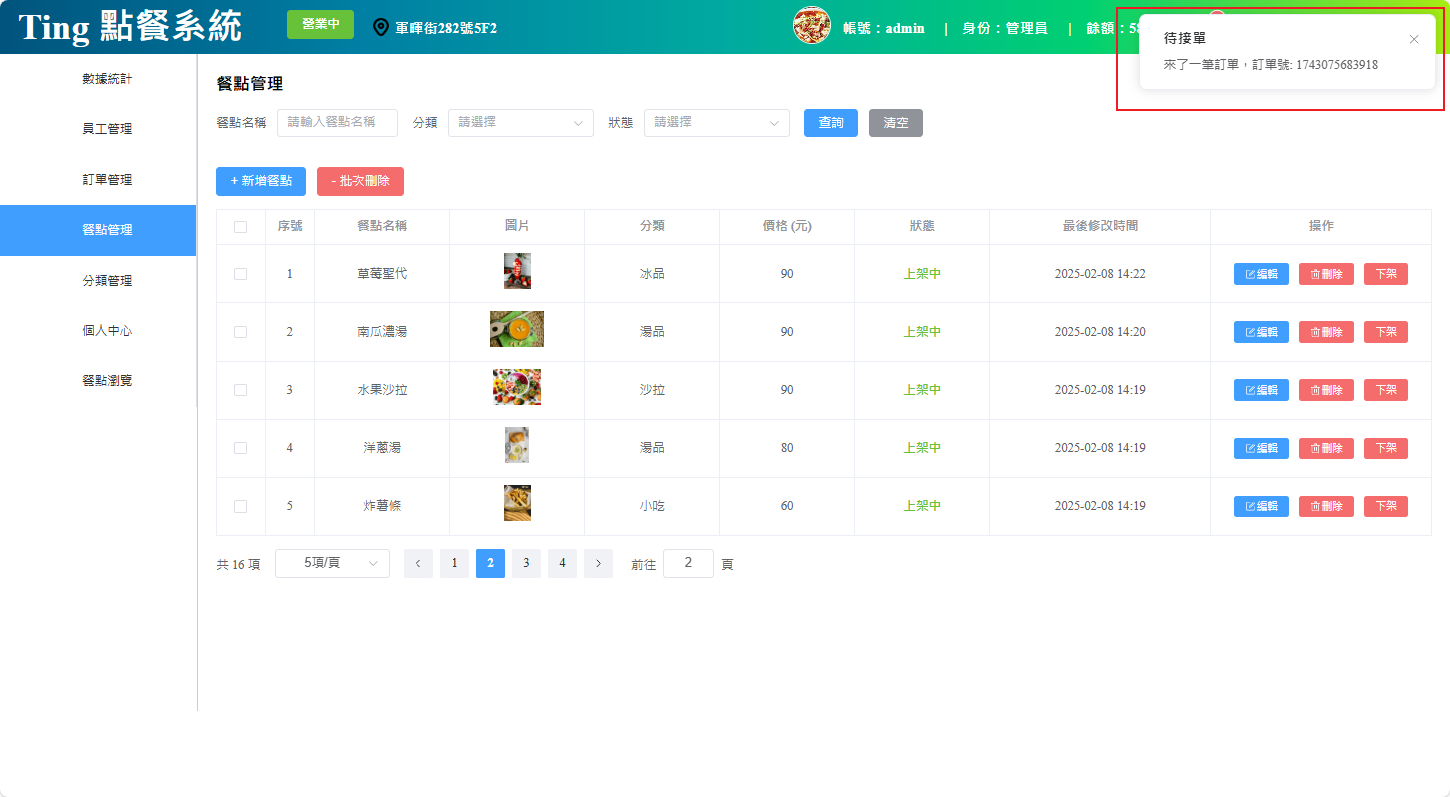 Ting 點餐系統
營業中
軍暉街282號5F2
帳號：admin | 身份：管理員 | 餘額：58
待接單
來了一筆訂單，訂單號: 1743075683918
數據統計
員工管理
訂單管理
餐點管理
分類管理
個人中心
餐點瀏覽
餐點管理
餐點名稱 請輸入餐點名稱 分類 請選擇 狀態 請選擇 查詢 清空
+ 新增餐點 - 批次刪除
序號 餐點名稱 圖片 分類 價格 (元) 狀態 最後修改時間 操作
1 草莓聖代 冰品 90 上架中 2025-02-08 14:22 編輯 刪除 下架
2 南瓜濃湯 湯品 90 上架中 2025-02-08 14:20 編輯 刪除 下架
3 水果沙拉 沙拉 90 上架中 2025-02-08 14:19 編輯 刪除 下架
4 洋蔥湯 湯品 80 上架中 2025-02-08 14:19 編輯 刪除 下架
5 炸薯條 小吃 60 上架中 2025-02-08 14:19 編輯 刪除 下架
共 16 項 5項/頁 1 2 3 4 前往 2 頁